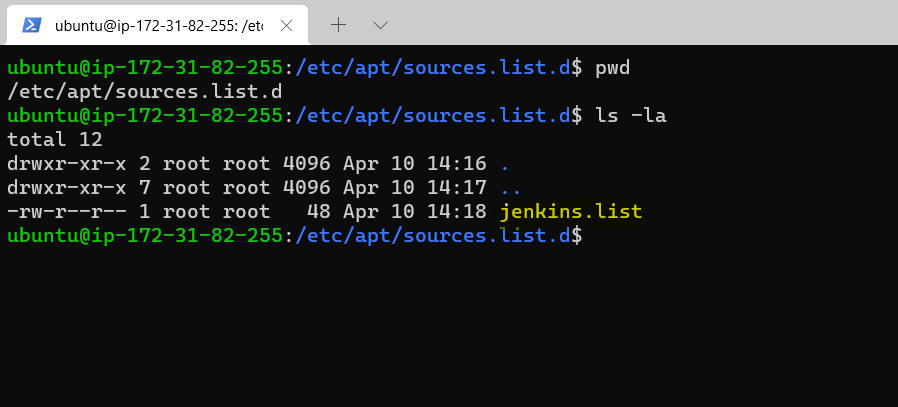 ubuntu@ip-172-31-82-255: /etc
ubuntu@ip-172-31-82-255:/etc/apt/sources.list.d$ pwd
/etc/apt/sources.list.d
ubuntu@ip-172-31-82-255:/etc/apt/sources.list.d$ ls -la
total 12
drwxr-xr-x 2 root root 4096 Apr 10 14:16 .
drwxr-xr-x 7 root root 4096 Apr 10 14:17 ..
-rw-r--r-- 1 root root   48 Apr 10 14:18 jenkins.list
ubuntu@ip-172-31-82-255:/etc/apt/sources.list.d$